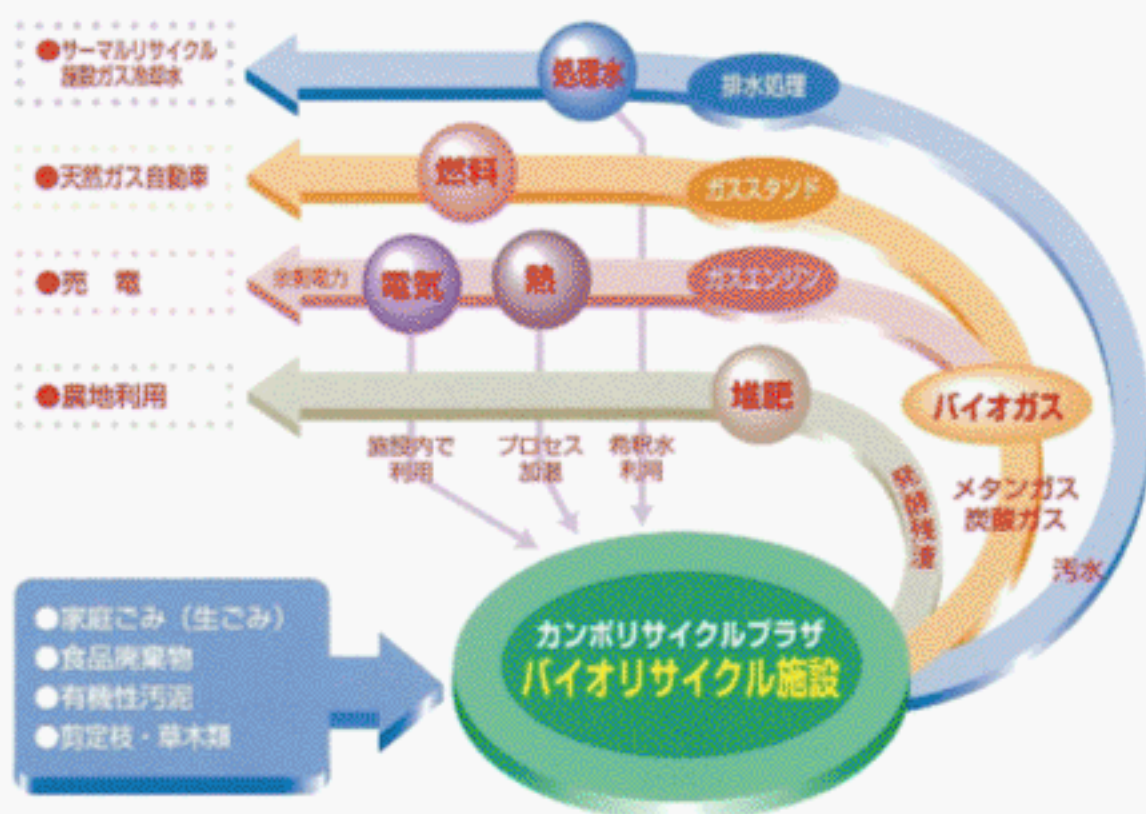 ●サーマルリサイクル
施設ガス冷却水
処理水
排水処理
●天然ガス自動車
燃料
ガススタンド
●売 電
余剰電力
電気
熱
ガスエンジン
●農地利用
堆肥
バイオガス
施設内で
利用
プロセス
加温
希釈水
利用
発酵残渣
メタンガス
炭酸ガス
汚水
●家庭ごみ（生ごみ）
●食品廃棄物
●有機性汚泥
●剪定枝・草木類
カンポリサイクルプラザ
バイオリサイクル施設